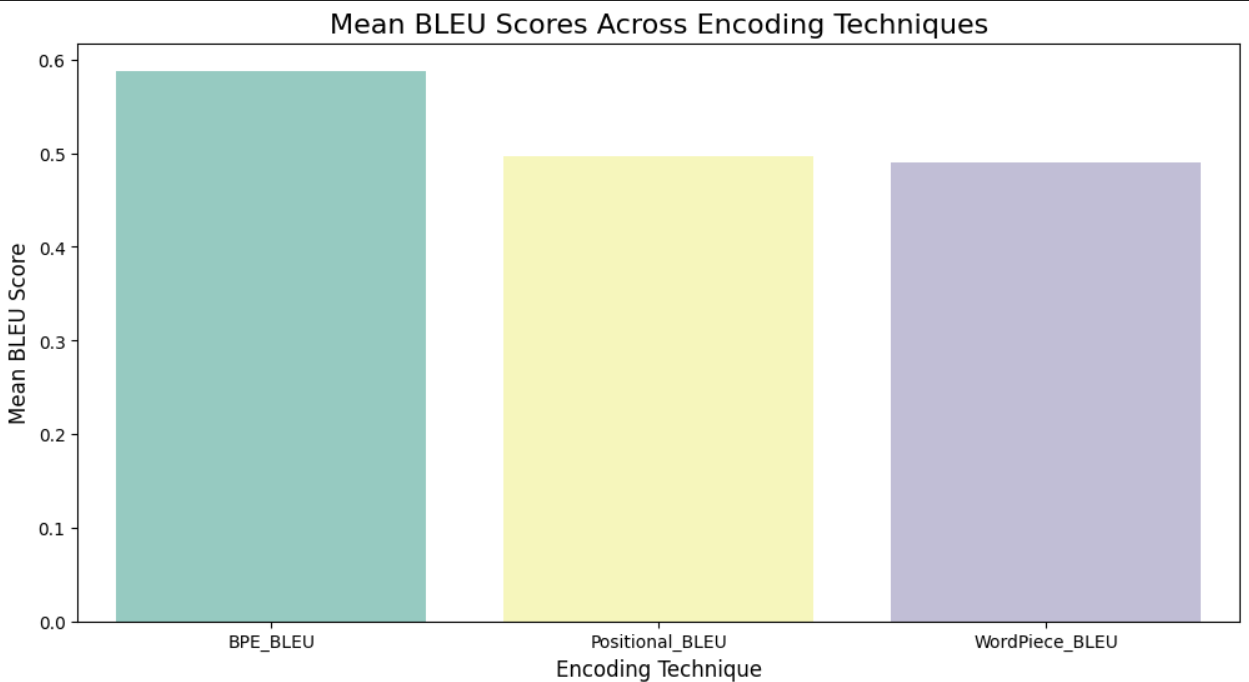 Mean BLEU Scores Across Encoding Techniques
0.6
0.5
0.4
0.3
0.2
0.1
0.0
Mean BLEU Score
BPE_BLEU
Positional_BLEU
WordPiece_BLEU
Encoding Technique